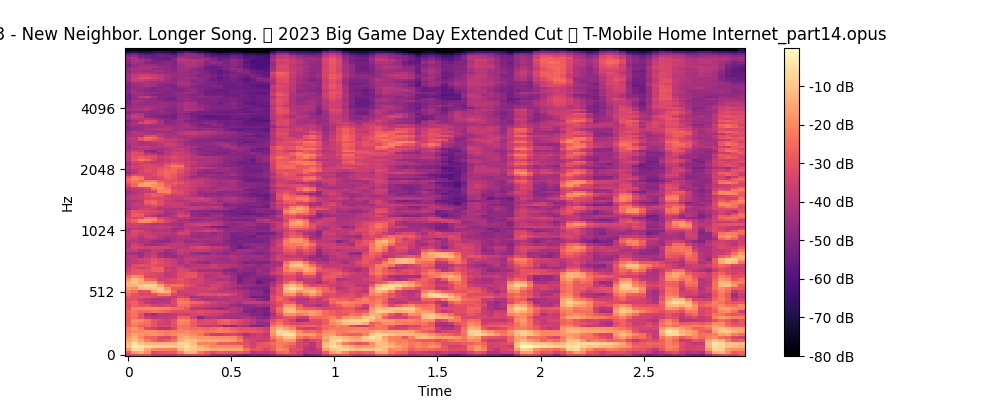 3 - New Neighbor. Longer Song. 2023 Big Game Day Extended Cut T-Mobile Home Internet_part14.opus
Hz
4096
2048
1024
512
0
0 0.5 1 1.5 2 2.5
Time
-10 dB
-20 dB
-30 dB
-40 dB
-50 dB
-60 dB
-70 dB
-80 dB